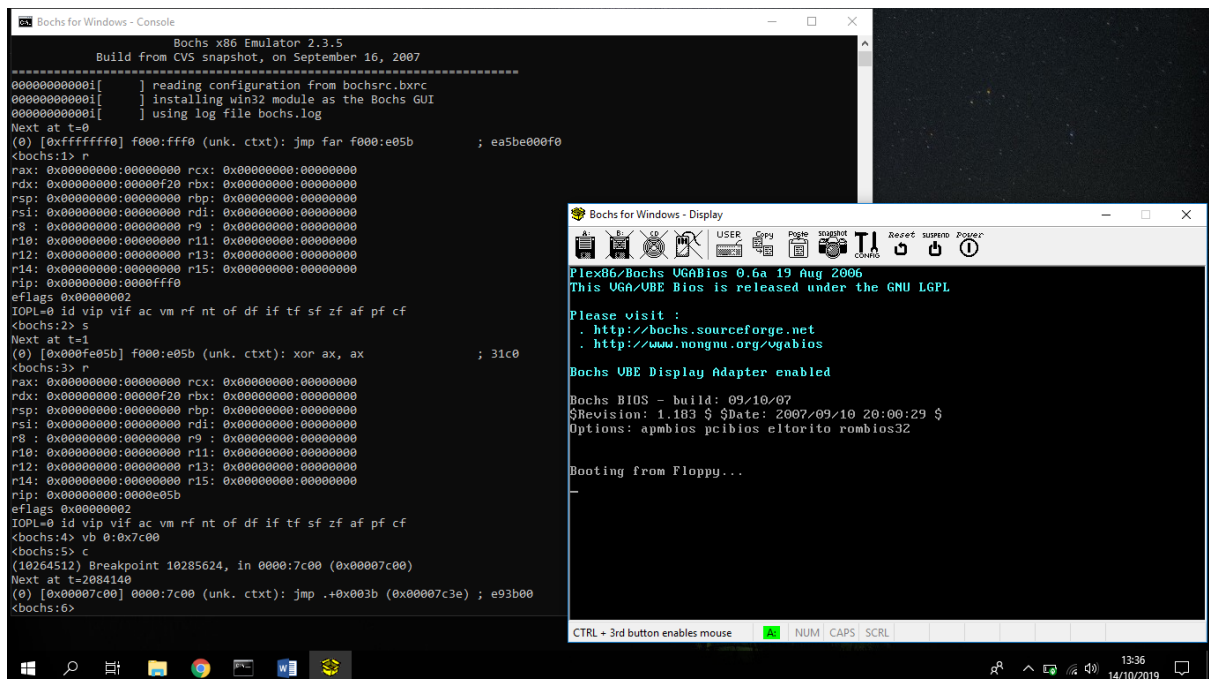 Bochs for Windows - Console
Bochs x86 Emulator 2.3.5
Build from CVS snapshot, on September 16, 2007
========================================================================
00000000000i[     ] reading configuration from bochsrc.bxrc
00000000000i[     ] installing win32 module as the Bochs GUI
00000000000i[     ] using log file bochs.log
Next at t=0
(0) [0xfffffff0] f000:fff0 (unk. ctxt): jmp far f000:e05b          ; ea5be000f0
<bochs:1> r
rax: 0x00000000:00000000 rcx: 0x00000000:00000000
rdx: 0x00000000:00000f20 rbx: 0x00000000:00000000
rsp: 0x00000000:00000000 rbp: 0x00000000:00000000
rsi: 0x00000000:00000000 rdi: 0x00000000:00000000
r8 : 0x00000000:00000000 r9 : 0x00000000:00000000
r10: 0x00000000:00000000 r11: 0x00000000:00000000
r12: 0x00000000:00000000 r13: 0x00000000:00000000
r14: 0x00000000:00000000 r15: 0x00000000:00000000
rip: 0x00000000:0000fff0
eflags 0x00000002
IOPL=0 id vip vif ac vm rf nt of df if tf sf zf af pf cf
<bochs:2> s
Next at t=1
(0) [0x000fe05b] f000:e05b (unk. ctxt): xor ax, ax                 ; 31c0
<bochs:3> r
rax: 0x00000000:00000000 rcx: 0x00000000:00000000
rdx: 0x00000000:00000f20 rbx: 0x00000000:00000000
rsp: 0x00000000:00000000 rbp: 0x00000000:00000000
rsi: 0x00000000:00000000 rdi: 0x00000000:00000000
r8 : 0x00000000:00000000 r9 : 0x00000000:00000000
r10: 0x00000000:00000000 r11: 0x00000000:00000000
r12: 0x00000000:00000000 r13: 0x00000000:00000000
r14: 0x00000000:00000000 r15: 0x00000000:00000000
rip: 0x00000000:0000e05b
eflags 0x00000002
IOPL=0 id vip vif ac vm rf nt of df if tf sf zf af pf cf
<bochs:4> vb 0:0x7c00
<bochs:5> c
(10264512) Breakpoint 10285624, in 0000:7c00 (0x00007c00)
Next at t=2084140
(0) [0x00007c00] 0000:7c00 (unk. ctxt): jmp .+0x003b (0x00007c3e) ; e93b00
<bochs:6>
Bochs for Windows - Display
A: B: CD USER Copy Paste snapshot CONFIG Reset SUSPEND Power
Plex86/Bochs VGABios 0.6a 19 Aug 2006
This VGA/VBE Bios is released under the GNU LGPL
Please visit :
. http://bochs.sourceforge.net
. http://www.nongnu.org/vgabios
Bochs VBE Display Adapter enabled
Bochs BIOS - build: 09/10/07
$Revision: 1.183 $ $Date: 2007/09/10 20:00:29 $
Options: apmbios pcibios eltorito rombios32
Booting from Floppy...
CTRL + 3rd button enables mouse A: NUM CAPS SCRL
13:36
14/10/2019